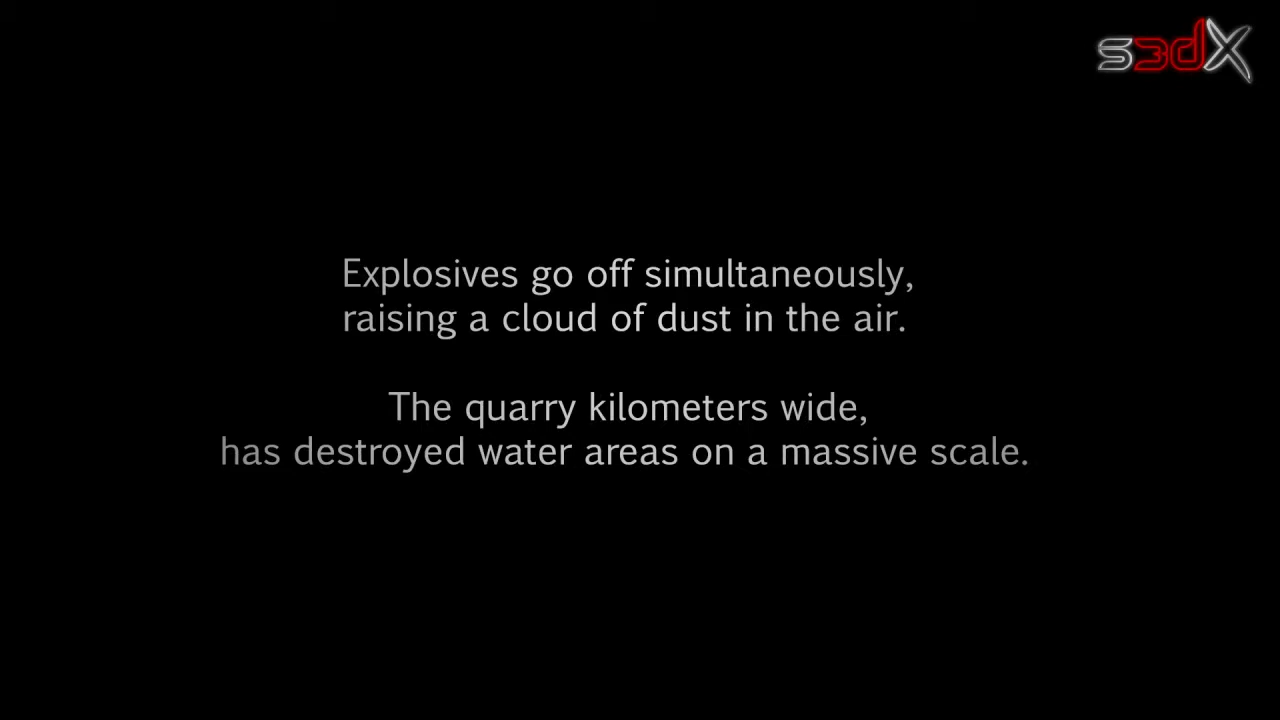 s3dX
Explosives go off simultaneously,
raising a cloud of dust in the air.
The quarry kilometers wide,
has destroyed water areas on a massive scale.